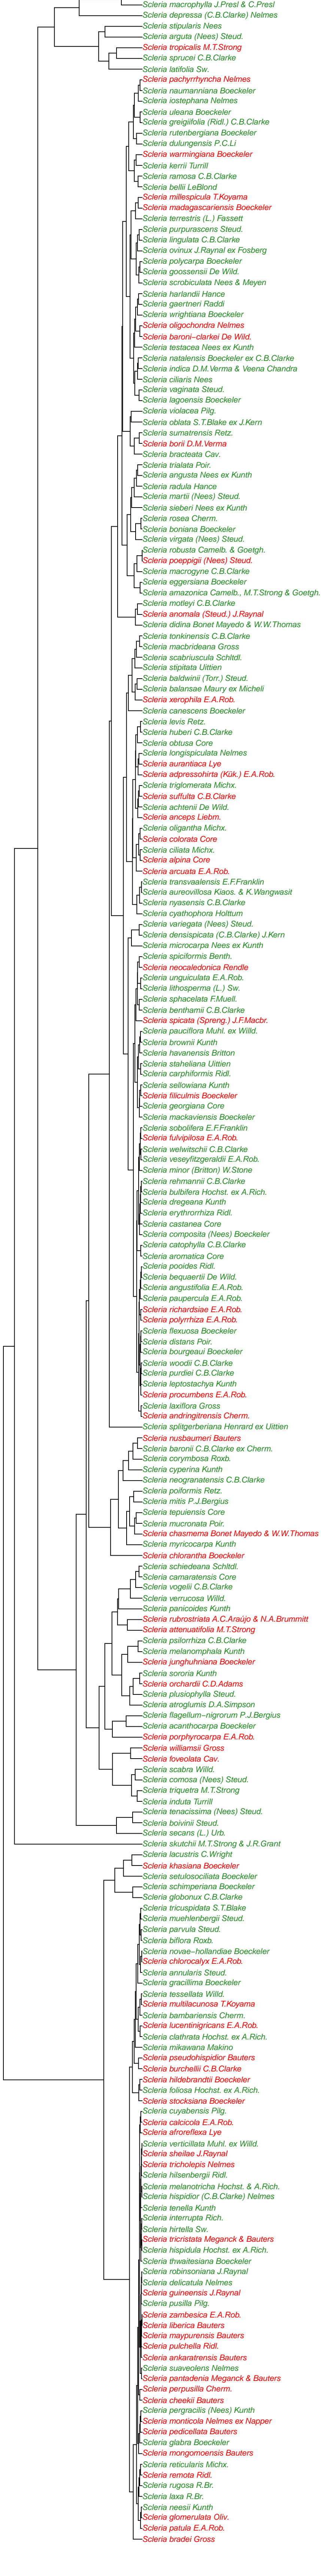 Scleria macrophylla J.Presl & C.Presl
Scleria depressa (C.B.Clarke) Nelmes
Scleria stipularis Nees
Scleria arguta (Nees) Steud.
Scleria tropicalis M.T.Strong
Scleria sprucei C.B.Clarke
Scleria latifolia Sw.
Scleria pachyrrhyncha Nelmes
Scleria naumanniana Boeckeler
Scleria iostephana Nelmes
Scleria uleana Boeckeler
Scleria greigiifolia (Ridl.) C.B.Clarke
Scleria rutenbergiana Boeckeler
Scleria dulungensis P.C.Li
Scleria warmingiana Boeckeler
Scleria kerrii Turrill
Scleria ramosa C.B.Clarke
Scleria bellii LeBlond
Scleria millespicula T.Koyama
Scleria madagascariensis Boeckeler
Scleria terrestris (L.) Fassett
Scleria purpurascens Steud.
Scleria lingulata C.B.Clarke
Scleria ovinux J.Raynal ex Fosberg
Scleria polycarpa Boeckeler
Scleria goossensii De Wild.
Scleria scrobiculata Nees & Meyen
Scleria harlandii Hance
Scleria gaertneri Raddi
Scleria wrightiana Boeckeler
Scleria oligochondra Nelmes
Scleria baroni−clarkei De Wild.
Scleria testacea Nees ex Kunth
Scleria natalensis Boeckeler ex C.B.Clarke
Scleria indica D.M.Verma & Veena Chandra
Scleria ciliaris Nees
Scleria vaginata Steud.
Scleria lagoensis Boeckeler
Scleria violacea Pilg.
Scleria oblata S.T.Blake ex J.Kern
Scleria sumatrensis Retz.
Scleria borii D.M.Verma
Scleria bracteata Cav.
Scleria trialata Poir.
Scleria angusta Nees ex Kunth
Scleria radula Hance
Scleria martii (Nees) Steud.
Scleria sieberi Nees ex Kunth
Scleria rosea Cherm.
Scleria boniana Boeckeler
Scleria virgata (Nees) Steud.
Scleria robusta Camelb. & Goetgh.
Scleria poeppigii (Nees) Steud.
Scleria macrogyne C.B.Clarke
Scleria eggersiana Boeckeler
Scleria amazonica Camelb., M.T.Strong & Goetgh.
Scleria motleyi C.B.Clarke
Scleria anomala (Steud.) J.Raynal
Scleria didina Bonet Mayedo & W.W.Thomas
Scleria tonkinensis C.B.Clarke
Scleria macbrideana Gross
Scleria scabriuscula Schltdl.
Scleria stipitata Uittien
Scleria baldwinii (Torr.) Steud.
Scleria balansae Maury ex Micheli
Scleria xerophila E.A.Rob.
Scleria canescens Boeckeler
Scleria levis Retz.
Scleria huberi C.B.Clarke
Scleria obtusa Core
Scleria longispiculata Nelmes
Scleria aurantiaca Lye
Scleria adpressohirta (Kük.) E.A.Rob.
Scleria triglomerata Michx.
Scleria suffulta C.B.Clarke
Scleria achtenii De Wild.
Scleria anceps Liebm.
Scleria oligantha Michx.
Scleria colorata Core
Scleria ciliata Michx.
Scleria alpina Core
Scleria arcuata E.A.Rob.
Scleria transvaalensis E.F.Franklin
Scleria aureovillosa Kiaos. & K.Wangwasit
Scleria nyasensis C.B.Clarke
Scleria cyathophora Holttum
Scleria variegata (Nees) Steud.
Scleria densispicata (C.B.Clarke) J.Kern
Scleria microcarpa Nees ex Kunth
Scleria spiciformis Benth.
Scleria neocaledonica Rendle
Scleria unguiculata E.A.Rob.
Scleria lithosperma (L.) Sw.
Scleria sphacelata F.Muell.
Scleria benthamii C.B.Clarke
Scleria spicata (Spreng.) J.F.Macbr.
Scleria pauciflora Muhl. ex Willd.
Scleria brownii Kunth
Scleria havanensis Britton
Scleria staheliana Uittien
Scleria carphiformis Ridl.
Scleria sellowiana Kunth
Scleria filiculmis Boeckeler
Scleria georgiana Core
Scleria mackaviensis Boeckeler
Scleria sobolifera E.F.Franklin
Scleria fulvipilosa E.A.Rob.
Scleria welwitschii C.B.Clarke
Scleria veseyfitzgeraldii E.A.Rob.
Scleria minor (Britton) W.Stone
Scleria rehmannii C.B.Clarke
Scleria bulbifera Hochst. ex A.Rich.
Scleria dregeana Kunth
Scleria erythrorrhiza Ridl.
Scleria castanea Core
Scleria composita (Nees) Boeckeler
Scleria catophylla C.B.Clarke
Scleria aromatica Core
Scleria pooides Ridl.
Scleria bequaertii De Wild.
Scleria angustifolia E.A.Rob.
Scleria paupercula E.A.Rob.
Scleria richardsiae E.A.Rob.
Scleria polyrrhiza E.A.Rob.
Scleria flexuosa Boeckeler
Scleria distans Poir.
Scleria bourgeaui Boeckeler
Scleria woodii C.B.Clarke
Scleria purdiei C.B.Clarke
Scleria leptostachya Kunth
Scleria procumbens E.A.Rob.
Scleria laxiflora Gross
Scleria andringitrensis Cherm.
Scleria splitgerberiana Henrard ex Uittien
Scleria nusbaumeri Bauters
Scleria baronii C.B.Clarke ex Cherm.
Scleria corymbosa Roxb.
Scleria cyperina Kunth
Scleria neogranatensis C.B.Clarke
Scleria poiformis Retz.
Scleria mitis P.J.Bergius
Scleria tepuiensis Core
Scleria mucronata Poir.
Scleria chasmema Bonet Mayedo & W.W.Thomas
Scleria myricocarpa Kunth
Scleria chlorantha Boeckeler
Scleria schiedeana Schltdl.
Scleria camaratensis Core
Scleria vogelii C.B.Clarke
Scleria verrucosa Willd.
Scleria panicoides Kunth
Scleria rubrostriata A.C.Araújo & N.A.Brummitt
Scleria attenuatifolia M.T.Strong
Scleria psilorrhiza C.B.Clarke
Scleria melanomphala Kunth
Scleria junghuhniana Boeckeler
Scleria sororia Kunth
Scleria orchardii C.D.Adams
Scleria plusiophylla Steud.
Scleria atroglumis D.A.Simpson
Scleria flagellum−nigrorum P.J.Bergius
Scleria acanthocarpa Boeckeler
Scleria porphyrocarpa E.A.Rob.
Scleria williamsii Gross
Scleria foveolata Cav.
Scleria scabra Willd.
Scleria comosa (Nees) Steud.
Scleria triquetra M.T.Strong
Scleria induta Turrill
Scleria tenacissima (Nees) Steud.
Scleria boivinii Steud.
Scleria secans (L.) Urb.
Scleria skutchii M.T.Strong & J.R.Grant
Scleria lacustris C.Wright
Scleria khasiana Boeckeler
Scleria setulosociliata Boeckeler
Scleria schimperiana Boeckeler
Scleria globonux C.B.Clarke
Scleria tricuspidata S.T.Blake
Scleria muehlenbergii Steud.
Scleria parvula Steud.
Scleria biflora Roxb.
Scleria novae−hollandiae Boeckeler
Scleria chlorocalyx E.A.Rob.
Scleria annularis Steud.
Scleria gracillima Boeckeler
Scleria tessellata Willd.
Scleria multilacunosa T.Koyama
Scleria bambariensis Cherm.
Scleria lucentinigricans E.A.Rob.
Scleria clathrata Hochst. ex A.Rich.
Scleria mikawana Makino
Scleria pseudohispidior Bauters
Scleria burchellii C.B.Clarke
Scleria hildebrandtii Boeckeler
Scleria foliosa Hochst. ex A.Rich.
Scleria stocksiana Boeckeler
Scleria cuyabensis Pilg.
Scleria calcicola E.A.Rob.
Scleria afroreflexa Lye
Scleria verticillata Muhl. ex Willd.
Scleria sheilae J.Raynal
Scleria tricholepis Nelmes
Scleria hilsenbergii Ridl.
Scleria melanotricha Hochst. & A.Rich.
Scleria hispidior (C.B.Clarke) Nelmes
Scleria tenella Kunth
Scleria interrupta Rich.
Scleria hirtella Sw.
Scleria tricristata Meganck & Bauters
Scleria hispidula Hochst. ex A.Rich.
Scleria thwaitesiana Boeckeler
Scleria robinsoniana J.Raynal
Scleria delicatula Nelmes
Scleria guineensis J.Raynal
Scleria pusilla Pilg.
Scleria zambesica E.A.Rob.
Scleria liberica Bauters
Scleria maypurensis Bauters
Scleria pulchella Ridl.
Scleria ankaratrensis Bauters
Scleria suaveolens Nelmes
Scleria pantadenia Meganck & Bauters
Scleria perpusilla Cherm.
Scleria cheekii Bauters
Scleria pergracilis (Nees) Kunth
Scleria monticola Nelmes ex Napper
Scleria pedicellata Bauters
Scleria glabra Boeckeler
Scleria mongomoensis Bauters
Scleria reticularis Michx.
Scleria remota Ridl.
Scleria rugosa R.Br.
Scleria laxa R.Br.
Scleria neesii Kunth
Scleria glomerulata Oliv.
Scleria patula E.A.Rob.
Scleria bradei Gross